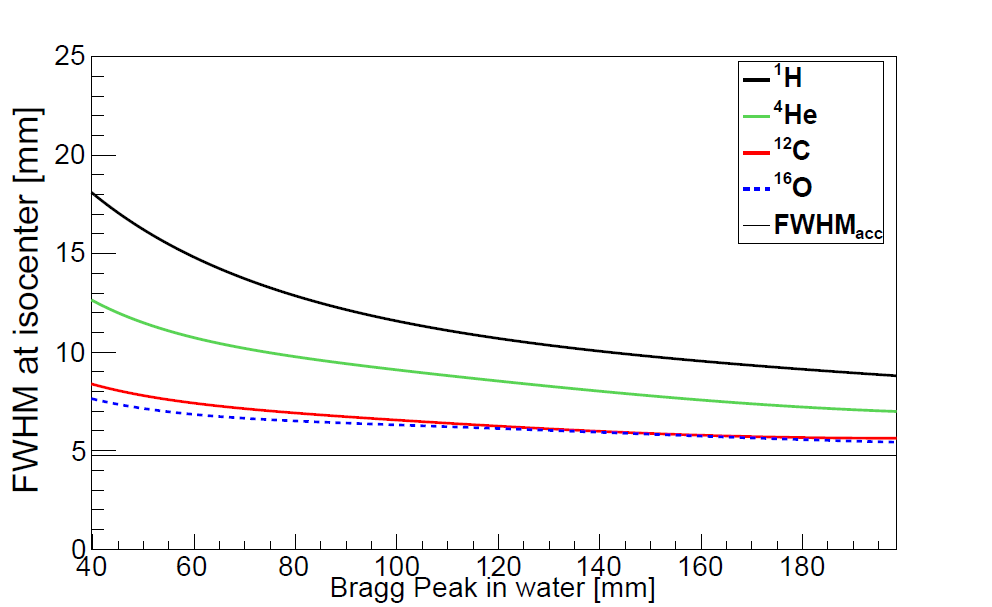 25
20
15
10
5
0
FWHM at isocenter [mm]
¹H
⁴He
¹²C
¹⁶O
FWHMacc
40 60 80 100 120 140 160 180
Bragg Peak in water [mm]